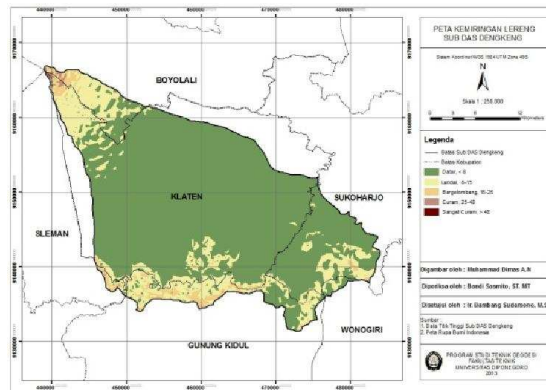 PETA KEMIRINGAN LERENG
SUB DAS DENGKENG
N
Skala 1 : 250.000
Legenda
Batas Sub DAS Dengkeng
Batas Kabupaten
Datar, < 8
Landai, 8-15
Bergelombang, 16-25
Curam, 25-40
Sangat Curam, > 40
Digambar oleh : Muhammad Dimas A.N
Diperiksa oleh : Bandi Sasmito, ST. MT
Disetujui oleh : Ir. Bambang Sudarsono, M.S
Sumber :
1. Data Titik Tinggi Sub DAS Dengkeng
2. Peta Rupa Bumi Indonesia
PROGRAM STUDI TEKNIK GEODESI
FAKULTAS TEKNIK
UNIVERSITAS DIPONEGORO
2013
BOYOLALI
KLATEN
SUKOHARJO
SLEMAN
WONOGIRI
GUNUNG KIDUL